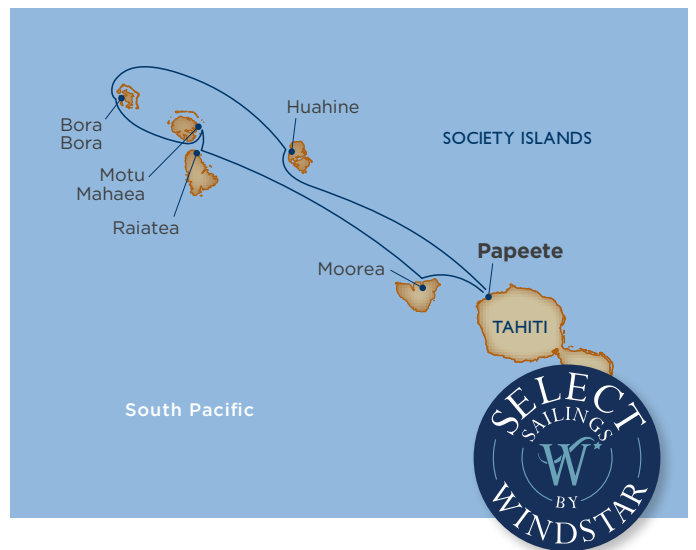 Huahine
Bora
Bora
SOCIETY ISLANDS
Motu
Mahaea
Raiatea
Papeete
Moorea
TAHITI
South Pacific
SELECT
SAILINGS
W
BY
WINDSTAR